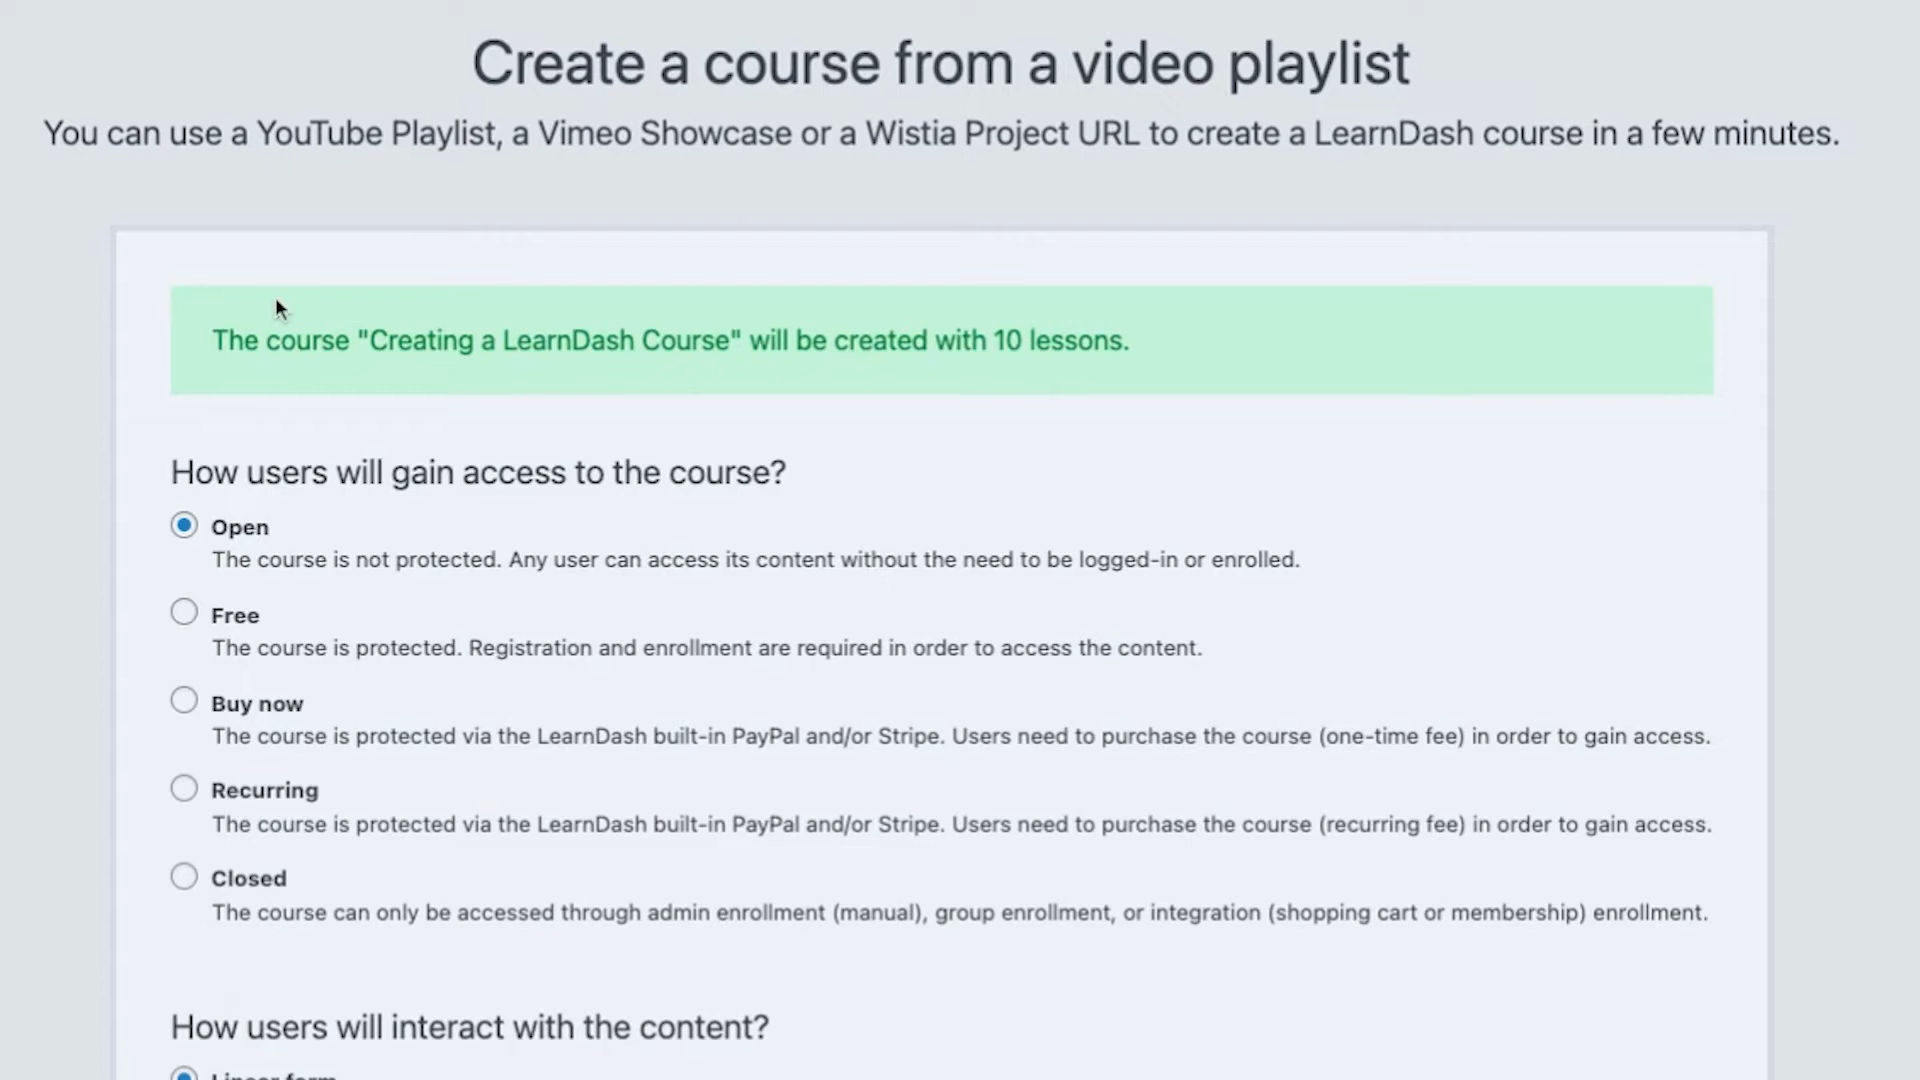 Create a course from a video playlist
You can use a YouTube Playlist, a Vimeo Showcase or a Wistia Project URL to create a LearnDash course in a few minutes.
The course "Creating a LearnDash Course" will be created with 10 lessons.
How users will gain access to the course?
Open
The course is not protected. Any user can access its content without the need to be logged-in or enrolled.
Free
The course is protected. Registration and enrollment are required in order to access the content.
Buy now
The course is protected via the LearnDash built-in PayPal and/or Stripe. Users need to purchase the course (one-time fee) in order to gain access.
Recurring
The course is protected via the LearnDash built-in PayPal and/or Stripe. Users need to purchase the course (recurring fee) in order to gain access.
Closed
The course can only be accessed through admin enrollment (manual), group enrollment, or integration (shopping cart or membership) enrollment.
How users will interact with the content?
Linear form